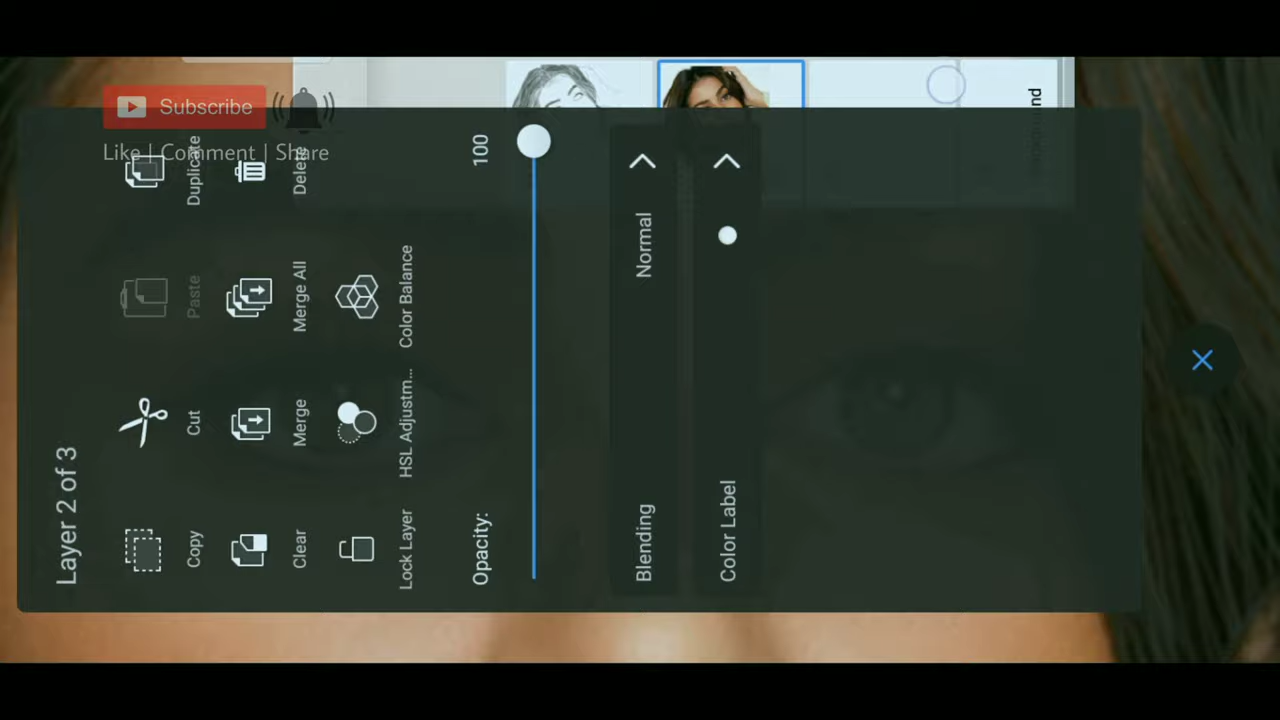 Subscribe
Like | Comment | Share
Layer 2 of 3
Copy
Cut
Paste
Duplicate
Clear
Merge
Merge All
Delete
Lock Layer
HSL Adjustm...
Color Balance
Opacity:
100
Blending
Normal
Color Label